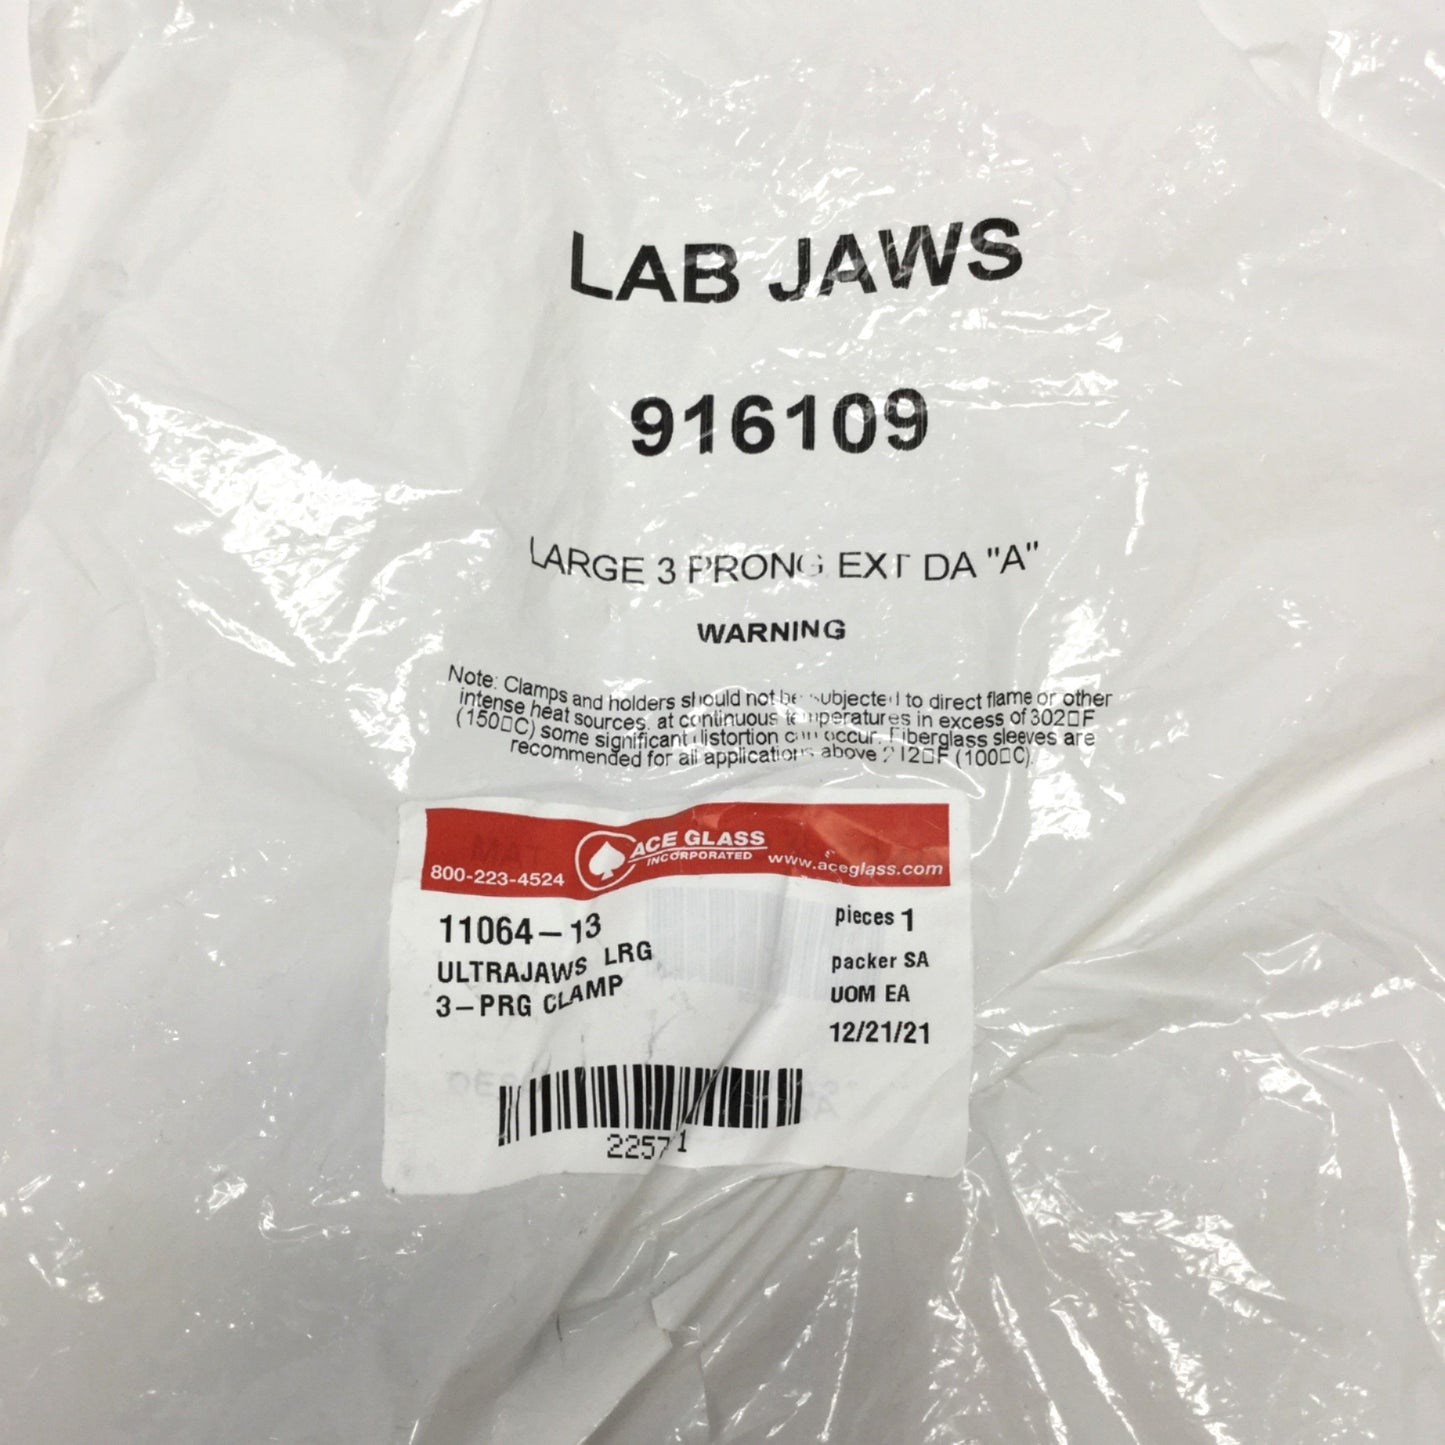 LAB JAWS
916109
LARGE 3 PRONG EXT DA "A"
WARNING
Note: Clamps and holders should not be subjected to direct flame or other
intense heat sources. at continuous temperatures in excess of 302□F
(150□C) some significant distortion can occur. Fiberglass sleeves are
recommended for all applications above 212□F (100□C).
800-223-4524
ACE GLASS
INCORPORATED
www.aceglass.com
11064-13
ULTRAJAWS LRG
3-PRG CLAMP
pieces 1
packer SA
UOM EA
12/21/21
22571